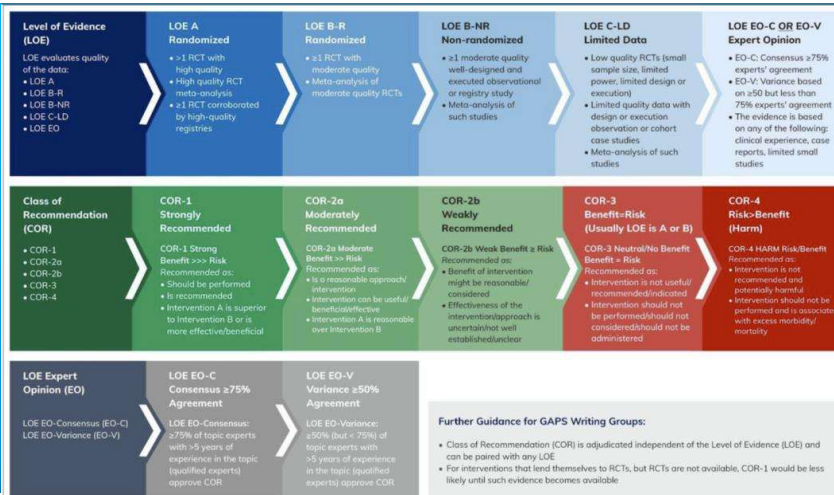 Level of Evidence
(LOE)
LOE evaluates quality
of the data:
• LOE A
• LOE B-R
• LOE B-NR
• LOE C-LD
• LOE EO
LOE A
Randomized
• >1 RCT with
high quality
• High quality RCT
meta-analysis
• ≥1 RCT corroborated
by high-quality
registries
LOE B-R
Randomized
• ≥1 RCT with
moderate quality
• Meta-analysis of
moderate quality RCTs
LOE B-NR
Non-randomized
• ≥1 moderate quality
well-designed and
executed observational
or registry study
• Meta-analysis of
such studies
LOE C-LD
Limited Data
• Low quality RCTs (small
sample size, limited
power, limited design or
execution)
• Limited quality data with
design or execution
observation or cohort
case studies
• Meta-analysis of such
studies
LOE EO-C OR EO-V
Expert Opinion
• EO-C: Consensus ≥75%
experts' agreement
• EO-V: Variance based
on ≥50 but less than
75% experts' agreement
• The evidence is based
on any of the following:
clinical experience, case
reports, limited small
studies
Class of
Recommendation
(COR)
• COR-1
• COR-2a
• COR-2b
• COR-3
• COR-4
COR-1
Strongly
Recommended
COR-1 Strong
Benefit >>> Risk
Recommended as:
• Should be performed
• Is recommended
• Intervention A is superior
to Intervention B or is
more effective/beneficial
COR-2a
Moderately
Recommended
COR-2a Moderate
Benefit >> Risk
Recommended as:
• Is a reasonable approach/
intervention
• Intervention can be useful/
beneficial/effective
• Intervention A is reasonable
over Intervention B
COR-2b
Weakly
Recommended
COR-2b Weak Benefit ≥ Risk
Recommended as:
• Benefit of intervention
might be reasonable/
considered
• Effectiveness of the
intervention/approach is
uncertain/not well
established/unclear
COR-3
Benefit=Risk
(Usually LOE is A or B)
COR-3 Neutral/No Benefit
Benefit = Risk
Recommended as:
• Intervention is not useful/
recommended/indicated
• Intervention should not
be performed/should not be
considered/should not be
administered
COR-4
Risk>Benefit
(Harm)
COR-4 HARM Risk/Benefit
Recommended as:
• Intervention is not
recommended and
potentially harmful
• Intervention should not be
performed and is associate
with excess morbidity/
mortality
LOE Expert
Opinion (EO)
LOE EO-Consensus (EO-C)
LOE EO-Variance (EO-V)
LOE EO-C
Consensus ≥75%
Agreement
LOE EO-Consensus:
≥75% of topic experts
with >5 years of
experience in the topic
(qualified experts)
approve COR
LOE EO-V
Variance ≥50%
Agreement
LOE EO-Variance:
≥50% (but < 75%) of
topic experts with
>5 years of experience
in the topic (qualified
experts) approve COR
Further Guidance for GAPS Writing Groups:
• Class of Recommendation (COR) is adjudicated independent of the Level of Evidence (LOE) and
can be paired with any LOE
• For interventions that lend themselves to RCTs, but RCTs are not available, COR-1 would be less
likely until such evidence becomes available